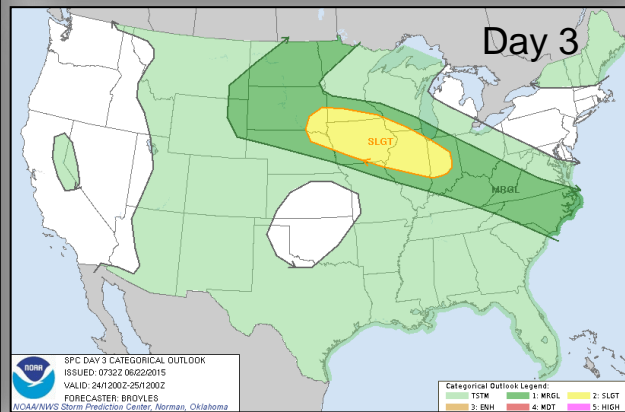 Day 3
SLGT
MRGL
NOAA
SPC DAY 3 CATEGORICAL OUTLOOK
ISSUED: 0732Z 06/22/2015
VALID: 24/1200Z-25/1200Z
FORECASTER: BROYLES
NOAA/NWS Storm Prediction Center, Norman, Oklahoma
Categorical Outlook Legend:
TSTM 1: MRGL 2: SLGT
3: ENH 4: MDT 5: HIGH